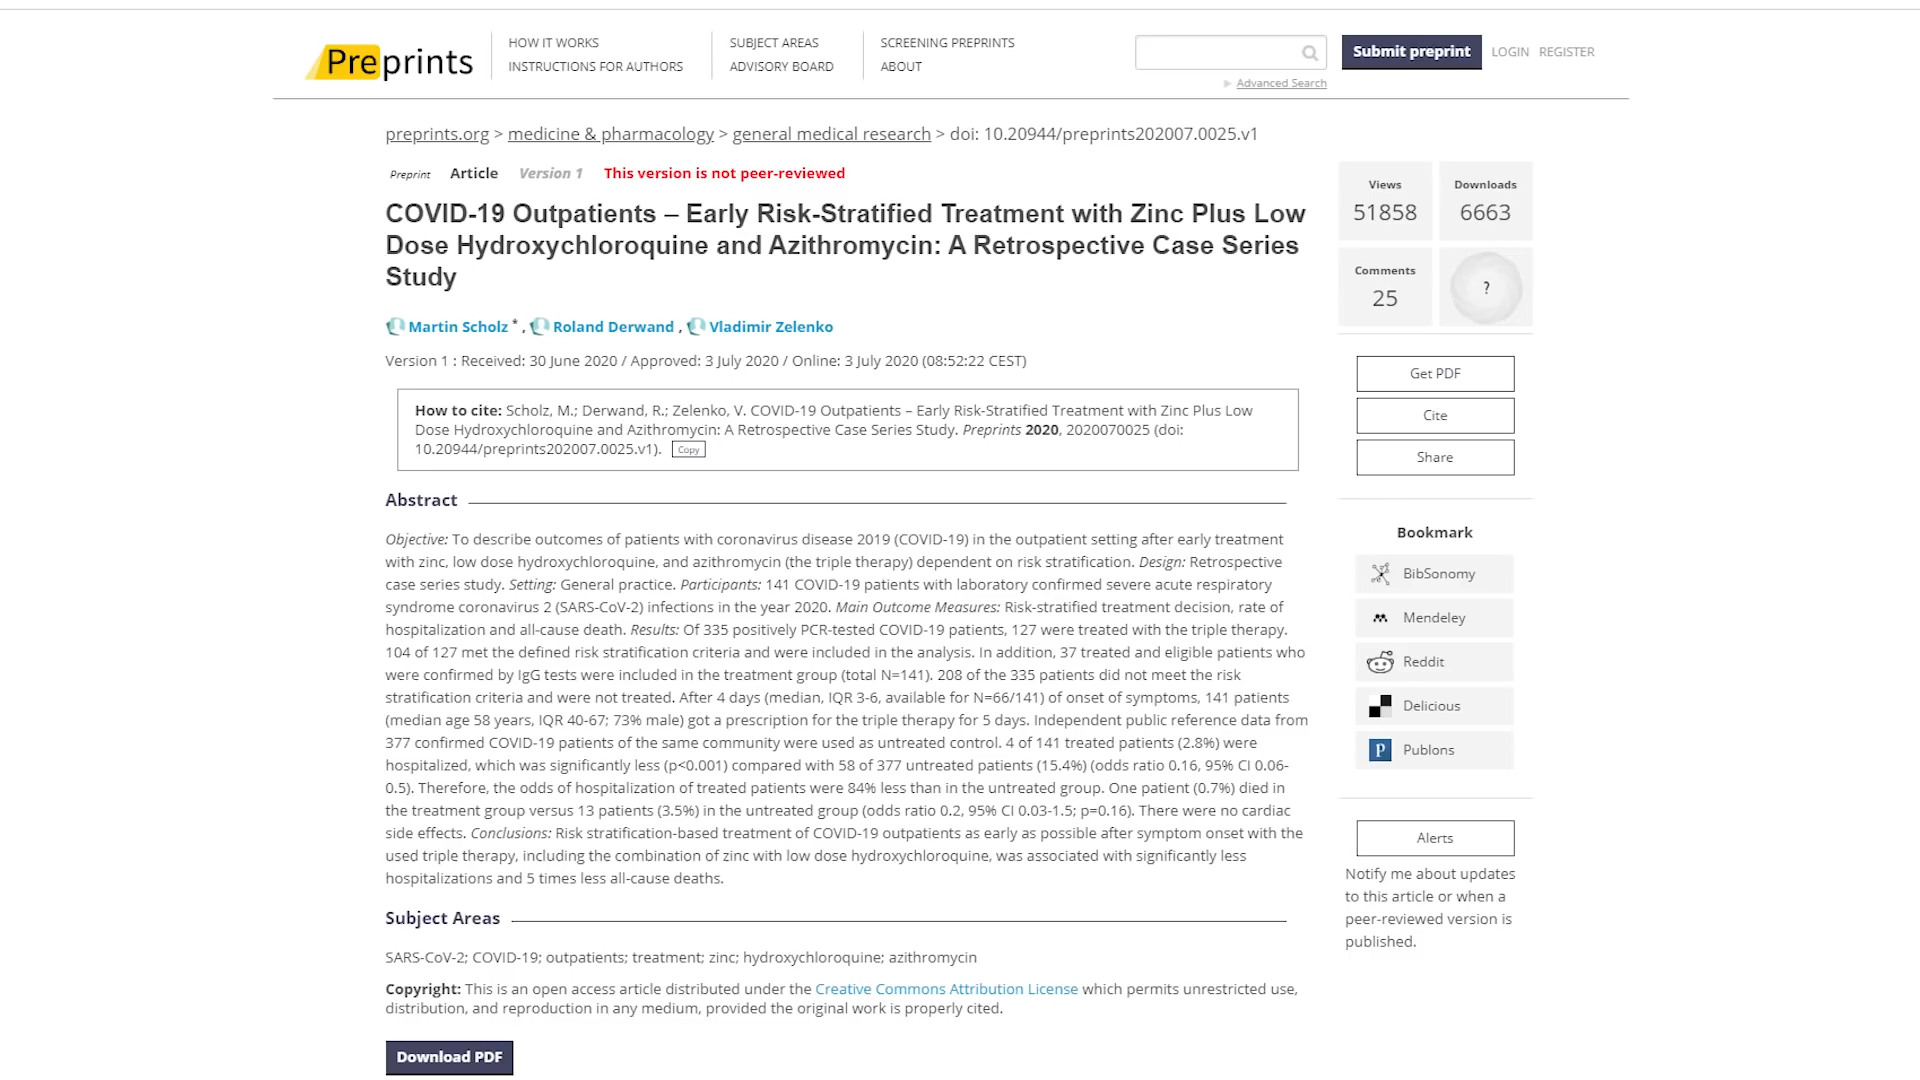 Preprints
HOW IT WORKS
INSTRUCTIONS FOR AUTHORS
SUBJECT AREAS
ADVISORY BOARD
SCREENING PREPRINTS
ABOUT
Advanced Search
Submit preprint
LOGIN REGISTER
preprints.org > medicine & pharmacology > general medical research > doi: 10.20944/preprints202007.0025.v1
Preprint Article Version 1 This version is not peer-reviewed
COVID-19 Outpatients – Early Risk-Stratified Treatment with Zinc Plus Low
Dose Hydroxychloroquine and Azithromycin: A Retrospective Case Series
Study
Martin Scholz * , Roland Derwand , Vladimir Zelenko
Version 1 : Received: 30 June 2020 / Approved: 3 July 2020 / Online: 3 July 2020 (08:52:22 CEST)
How to cite: Scholz, M.; Derwand, R.; Zelenko, V. COVID-19 Outpatients – Early Risk-Stratified Treatment with Zinc Plus Low
Dose Hydroxychloroquine and Azithromycin: A Retrospective Case Series Study. Preprints 2020, 2020070025 (doi:
10.20944/preprints202007.0025.v1). Copy
Abstract
Objective: To describe outcomes of patients with coronavirus disease 2019 (COVID-19) in the outpatient setting after early treatment
with zinc, low dose hydroxychloroquine, and azithromycin (the triple therapy) dependent on risk stratification. Design: Retrospective
case series study. Setting: General practice. Participants: 141 COVID-19 patients with laboratory confirmed severe acute respiratory
syndrome coronavirus 2 (SARS-CoV-2) infections in the year 2020. Main Outcome Measures: Risk-stratified treatment decision, rate of
hospitalization and all-cause death. Results: Of 335 positively PCR-tested COVID-19 patients, 127 were treated with the triple therapy.
104 of 127 met the defined risk stratification criteria and were included in the analysis. In addition, 37 treated and eligible patients who
were confirmed by IgG tests were included in the treatment group (total N=141). 208 of the 335 patients did not meet the risk
stratification criteria and were not treated. After 4 days (median, IQR 3-6, available for N=66/141) of onset of symptoms, 141 patients
(median age 58 years, IQR 40-67; 73% male) got a prescription for the triple therapy for 5 days. Independent public reference data from
377 confirmed COVID-19 patients of the same community were used as untreated control. 4 of 141 treated patients (2.8%) were
hospitalized, which was significantly less (p<0.001) compared with 58 of 377 untreated patients (15.4%) (odds ratio 0.16, 95% CI 0.06-
0.5). Therefore, the odds of hospitalization of treated patients were 84% less than in the untreated group. One patient (0.7%) died in
the treatment group versus 13 patients (3.5%) in the untreated group (odds ratio 0.2, 95% CI 0.03-1.5; p=0.16). There were no cardiac
side effects. Conclusions: Risk stratification-based treatment of COVID-19 outpatients as early as possible after symptom onset with the
used triple therapy, including the combination of zinc with low dose hydroxychloroquine, was associated with significantly less
hospitalizations and 5 times less all-cause deaths.
Subject Areas
SARS-CoV-2; COVID-19; outpatients; treatment; zinc; hydroxychloroquine; azithromycin
Copyright: This is an open access article distributed under the Creative Commons Attribution License which permits unrestricted use,
distribution, and reproduction in any medium, provided the original work is properly cited.
Download PDF
Views
51858
Downloads
6663
Comments
25
?
Get PDF
Cite
Share
Bookmark
BibSonomy
Mendeley
Reddit
Delicious
P Publons
Alerts
Notify me about updates
to this article or when a
peer-reviewed version is
published.